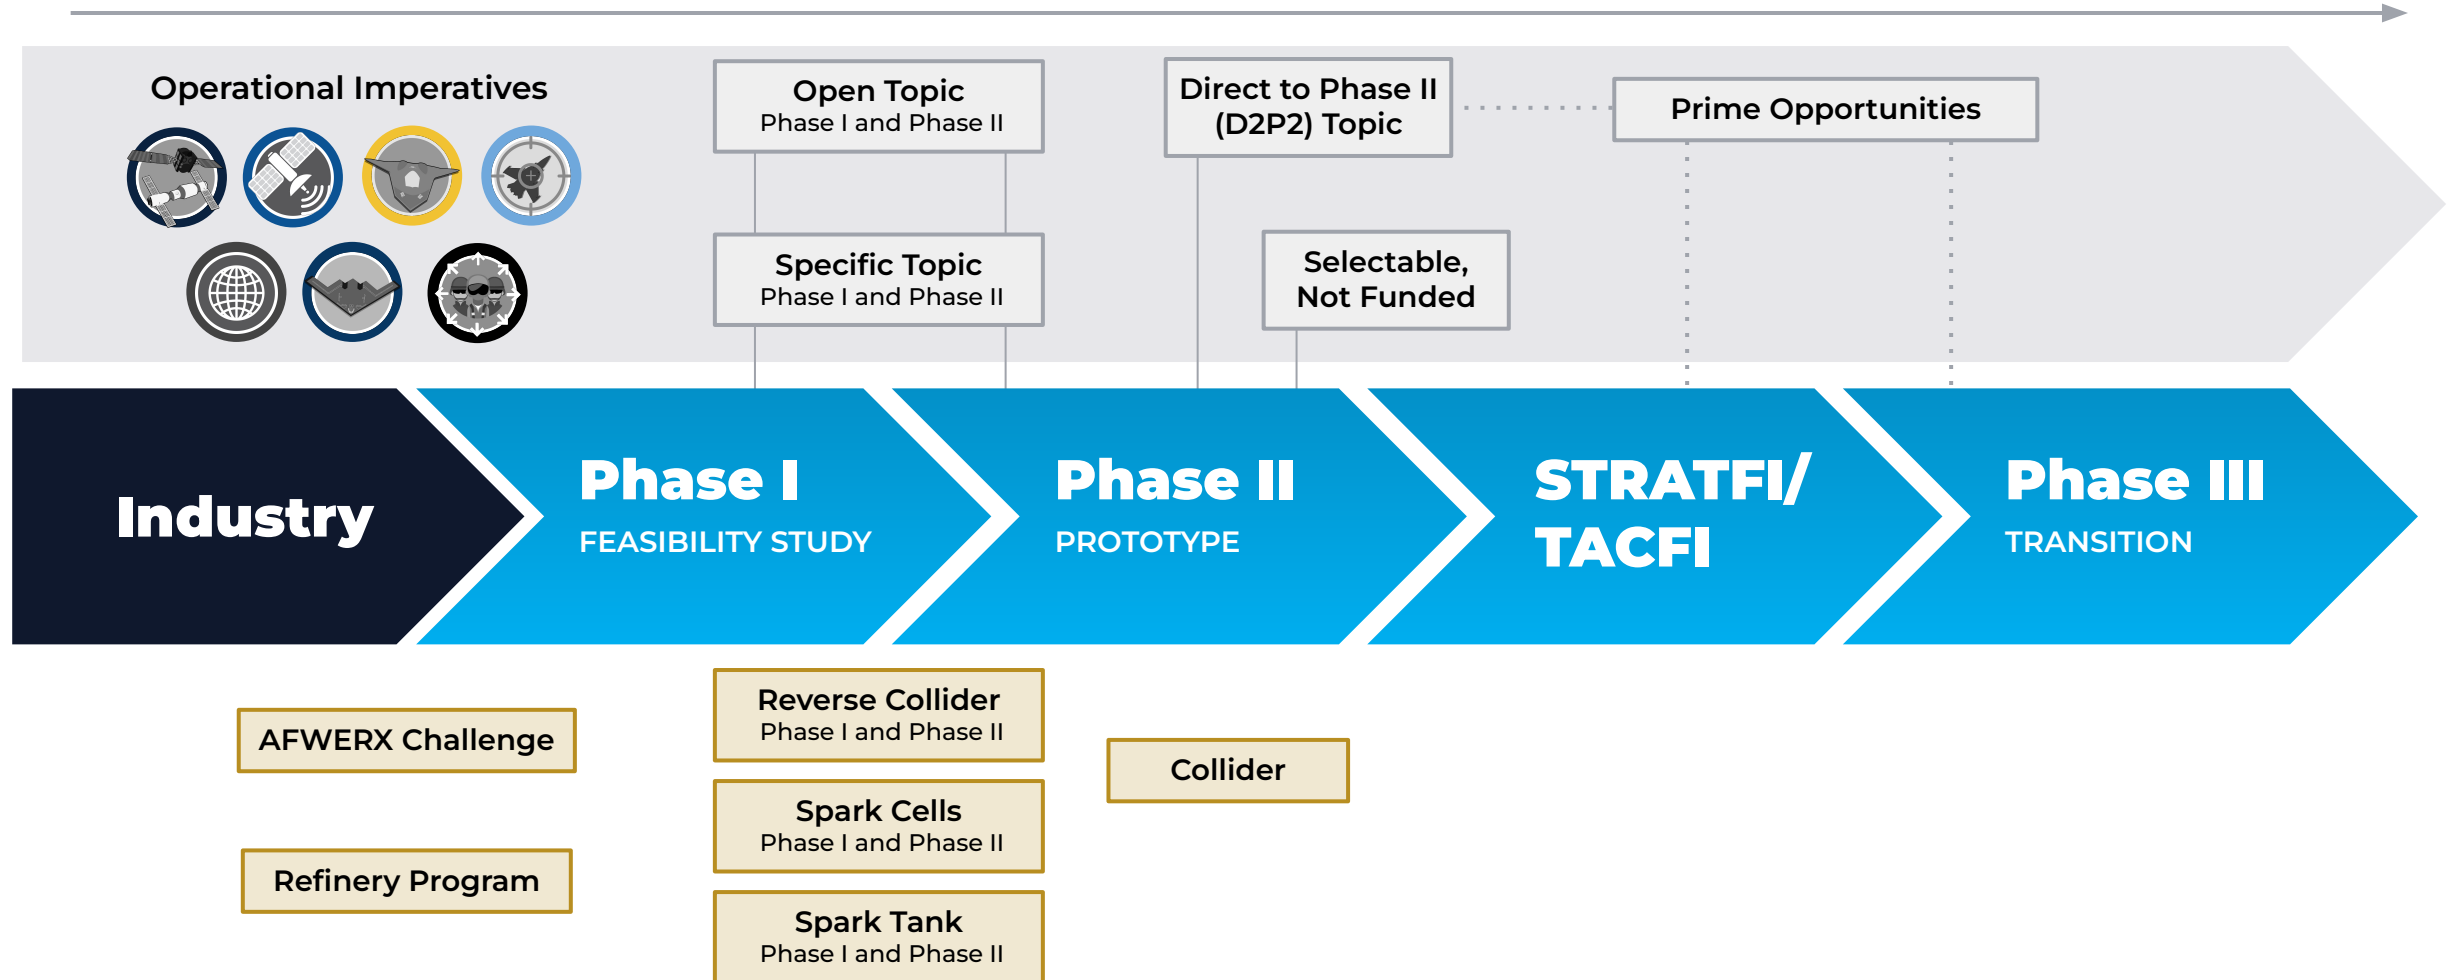 Operational Imperatives
Open Topic
Phase I and Phase II
Direct to Phase II
(D2P2) Topic
Prime Opportunities
Specific Topic
Phase I and Phase II
Selectable,
Not Funded
Industry
Phase I
FEASIBILITY STUDY
Phase II
PROTOTYPE
STRATFI/
TACFI
Phase III
TRANSITION
AFWERX Challenge
Refinery Program
Reverse Collider
Phase I and Phase II
Spark Cells
Phase I and Phase II
Spark Tank
Phase I and Phase II
Collider